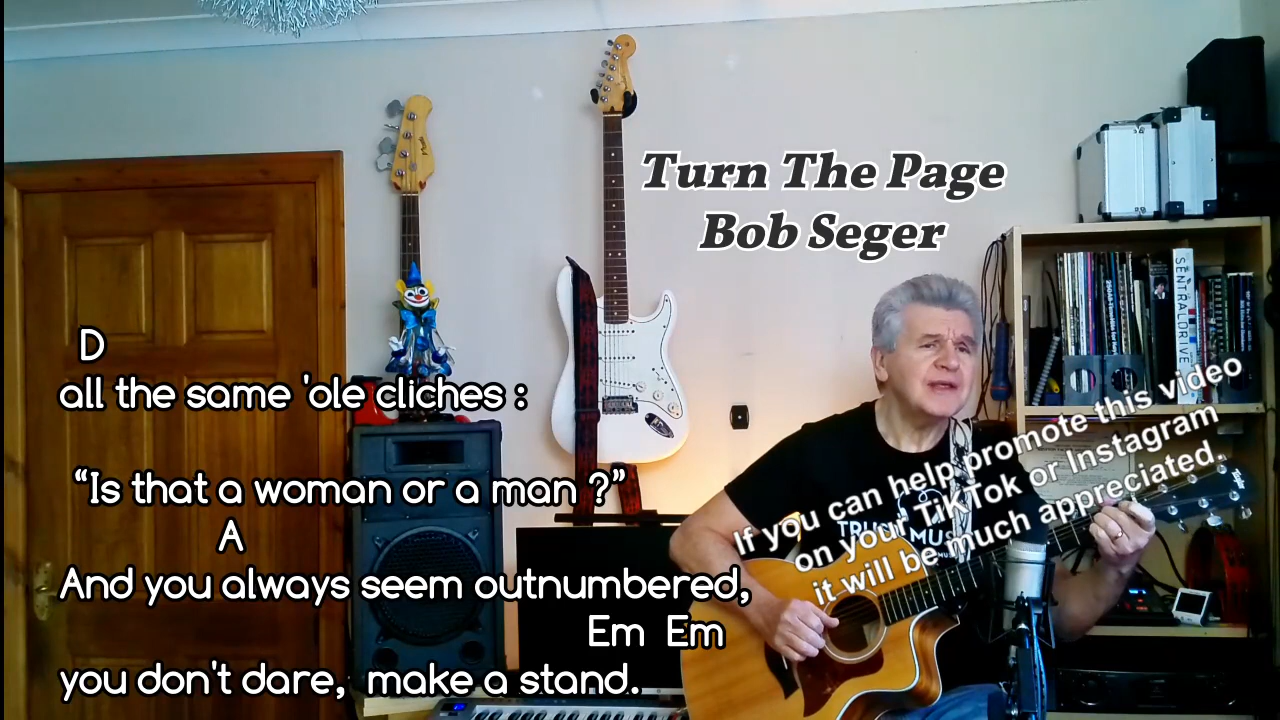 Turn The Page
Bob Seger
SENTRALDRIVE
D
all the same 'ole cliches :
“Is that a woman or a man ?”
A
And you always seem outnumbered,
Em Em
you don't dare, make a stand.
If you can help promote this video
on your TikTok or Instagram
it will be much appreciated.
Taylor